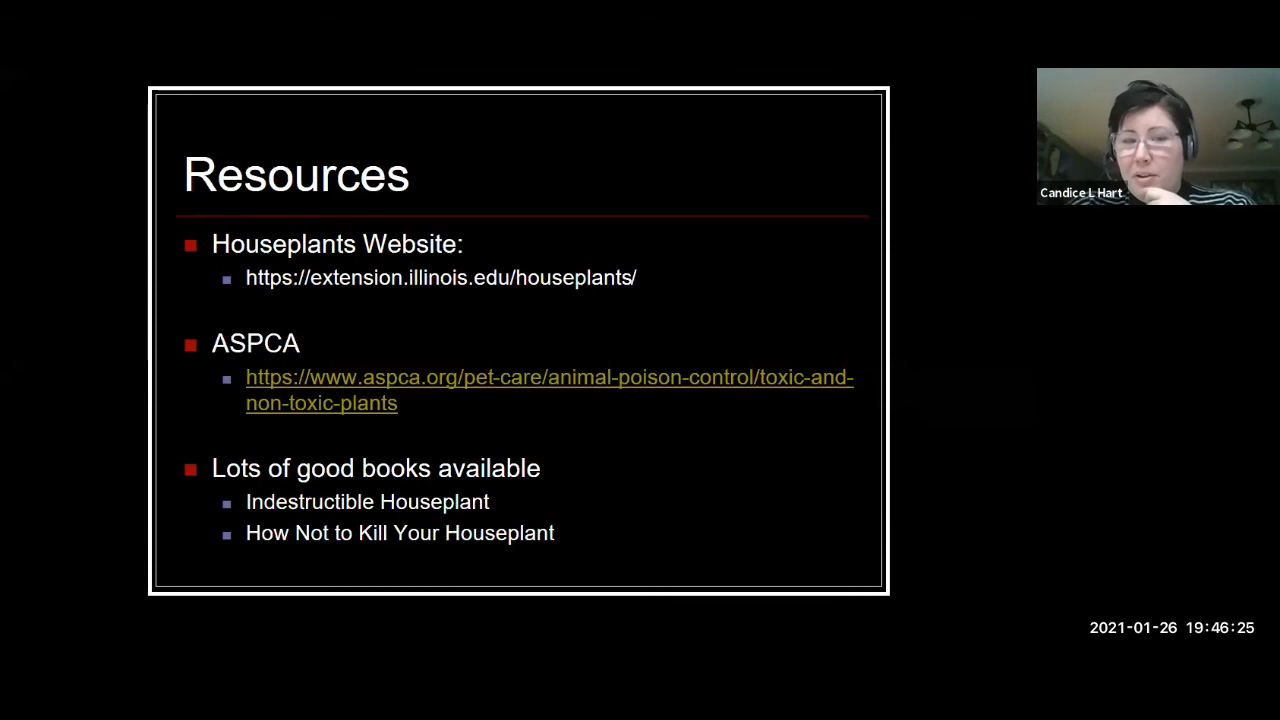 Resources
Houseplants Website:
https://extension.illinois.edu/houseplants/
ASPCA
https://www.aspca.org/pet-care/animal-poison-control/toxic-and-
non-toxic-plants
Lots of good books available
Indestructible Houseplant
How Not to Kill Your Houseplant
Candice L Hart
2021-01-26 19:46:25